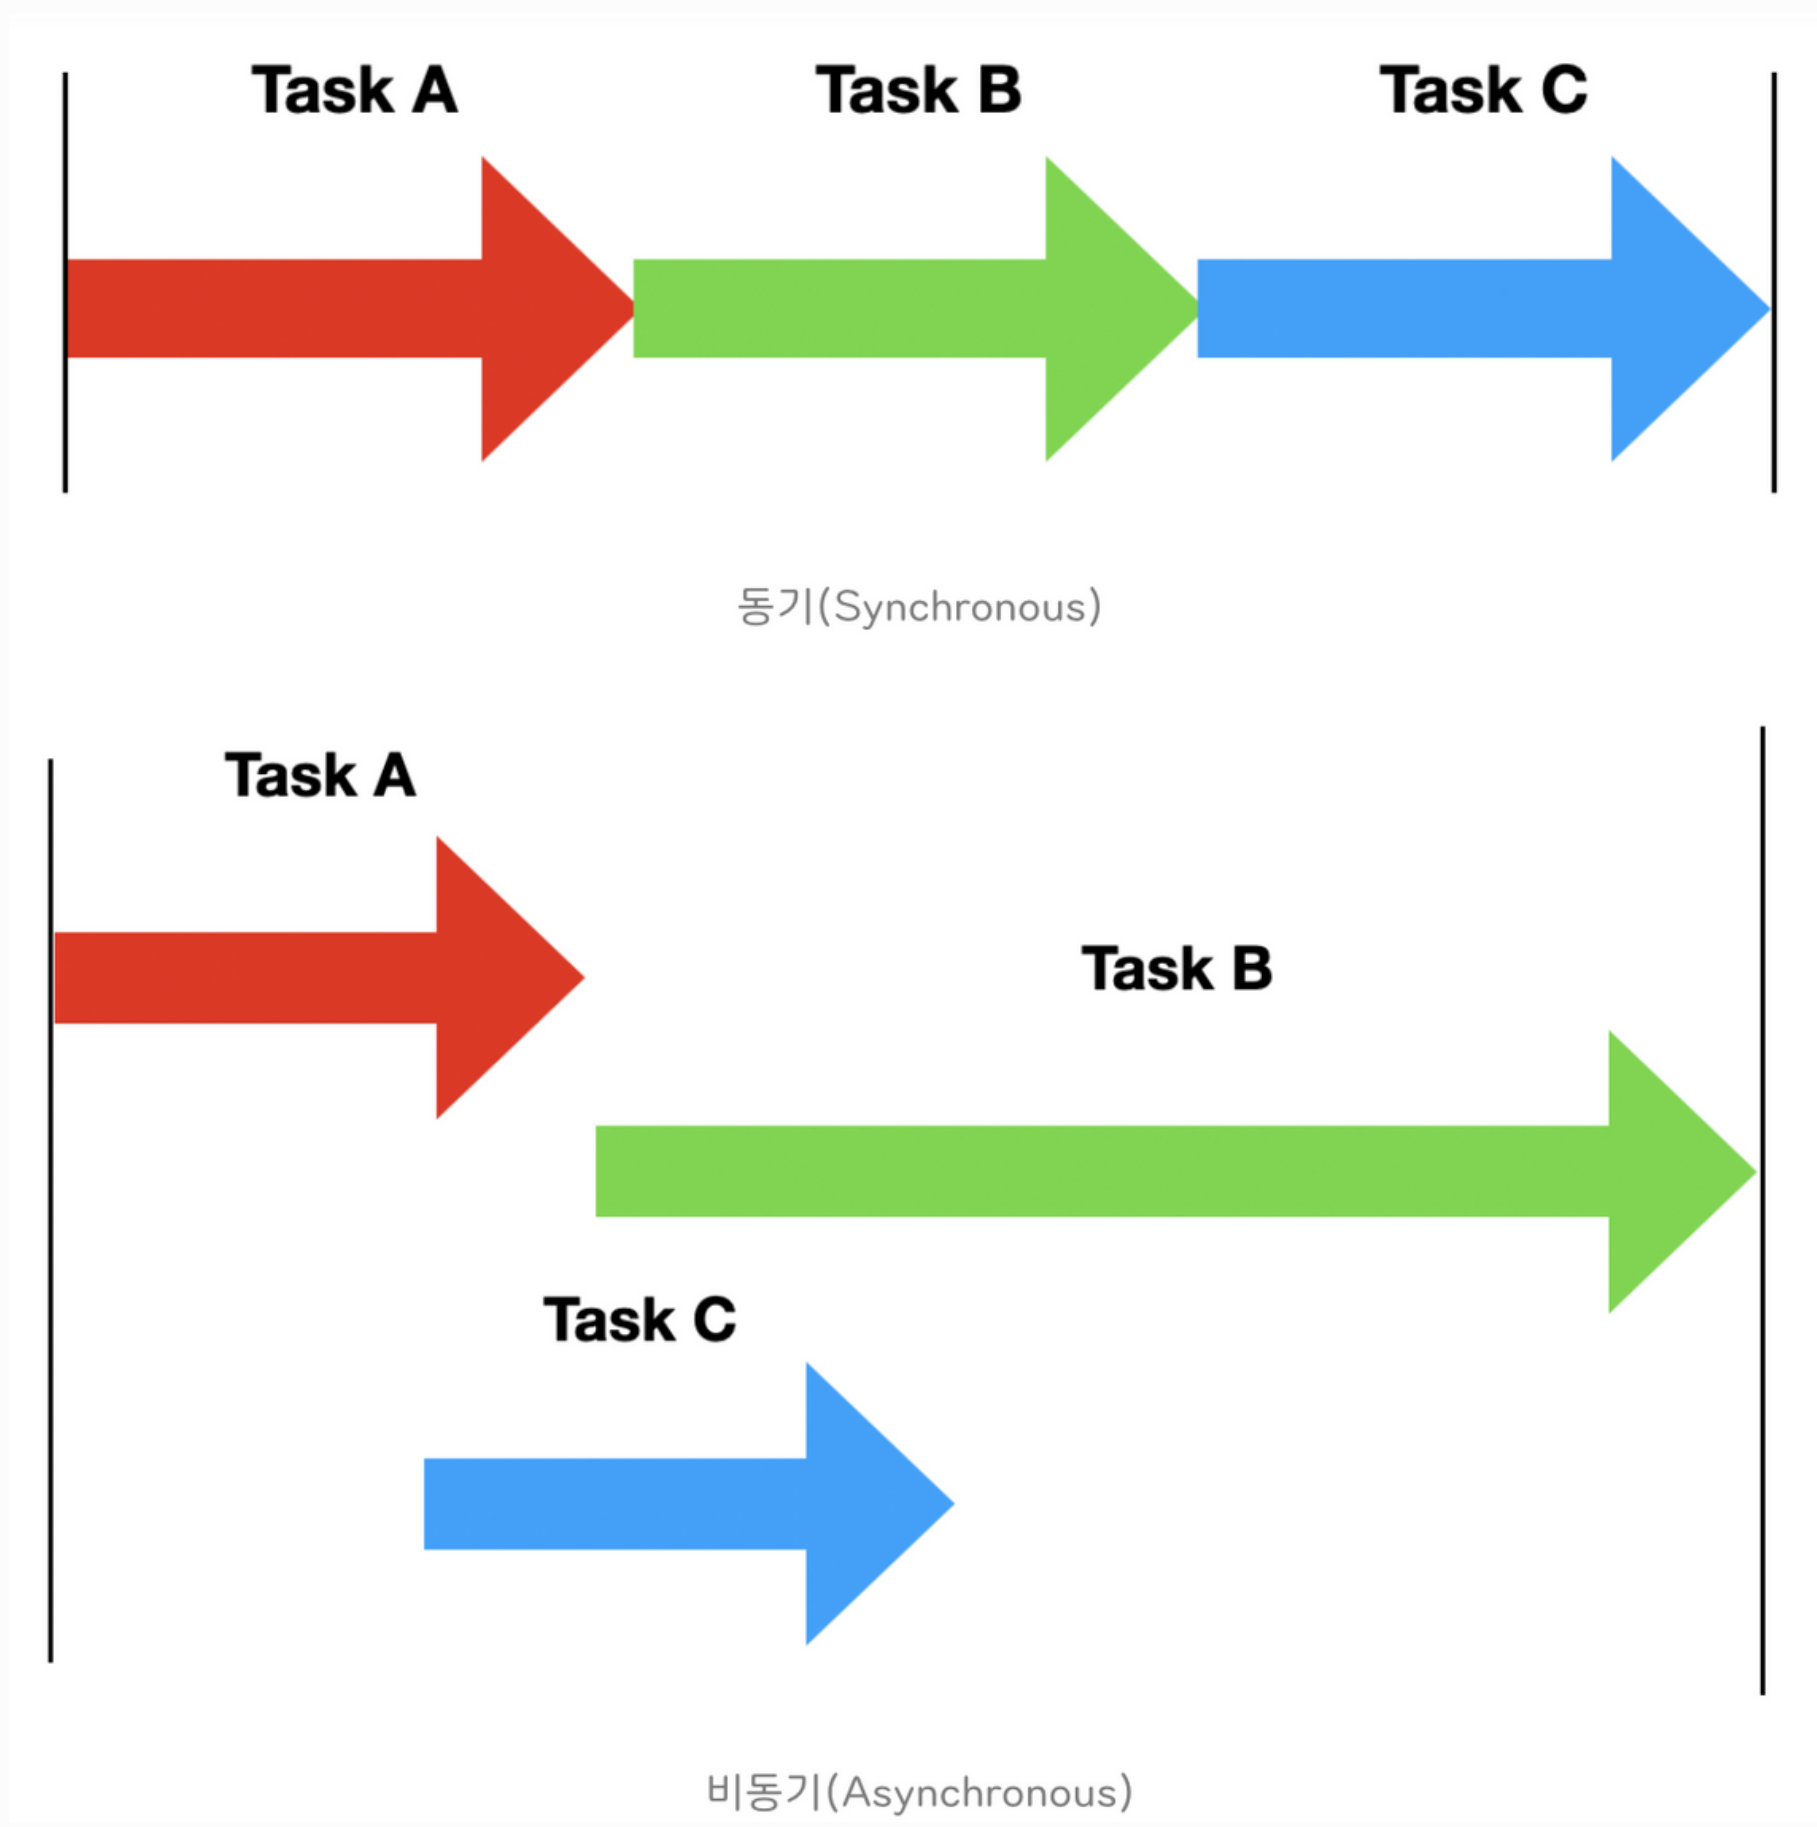 Task A
Task B
Task C
동기(Synchronous)
Task A
Task B
Task C
비동기(Asynchronous)